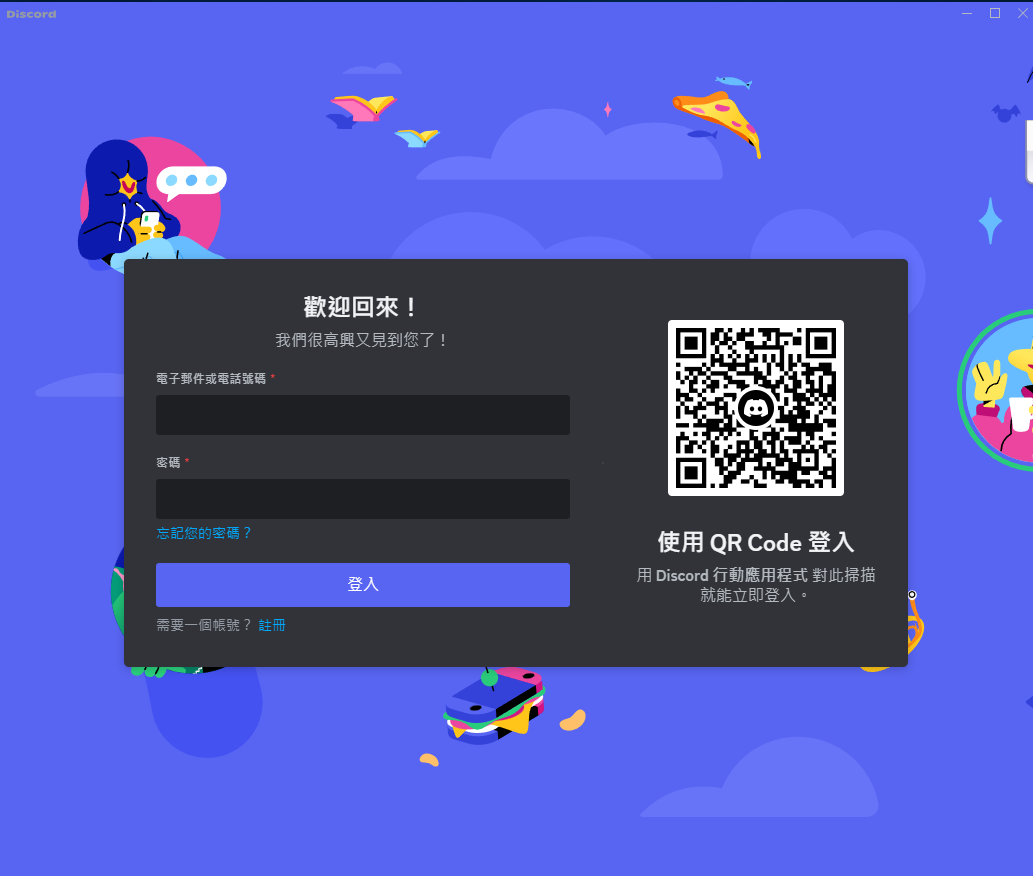 Discord
歡迎回來！
我們很高興又見到您了！
電子郵件或電話號碼 *
密碼 *
忘記您的密碼？
登入
需要一個帳號？ 註冊
使用 QR Code 登入
用 Discord 行動應用程式 對此掃描
就能立即登入。